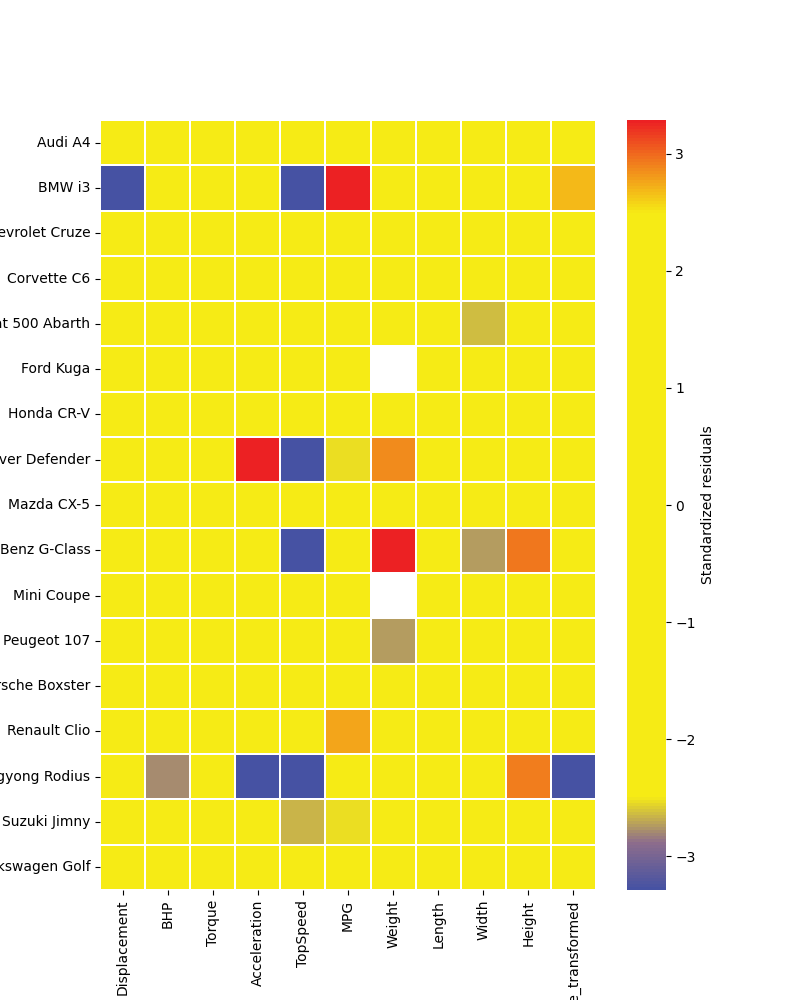 Audi A4
BMW i3
evrolet Cruze
Corvette C6
t 500 Abarth
Ford Kuga
Honda CR-V
ver Defender
Mazda CX-5
Benz G-Class
Mini Coupe
Peugeot 107
rsche Boxster
Renault Clio
gyong Rodius
Suzuki Jimny
kswagen Golf
Displacement
BHP
Torque
Acceleration
TopSpeed
MPG
Weight
Length
Width
Height
e_transformed
3
2
1
0
−1
−2
−3
Standardized residuals